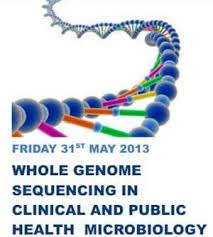 FRIDAY 31ST MAY 2013
WHOLE GENOME
SEQUENCING IN
CLINICAL AND PUBLIC
HEALTH MICROBIOLOGY